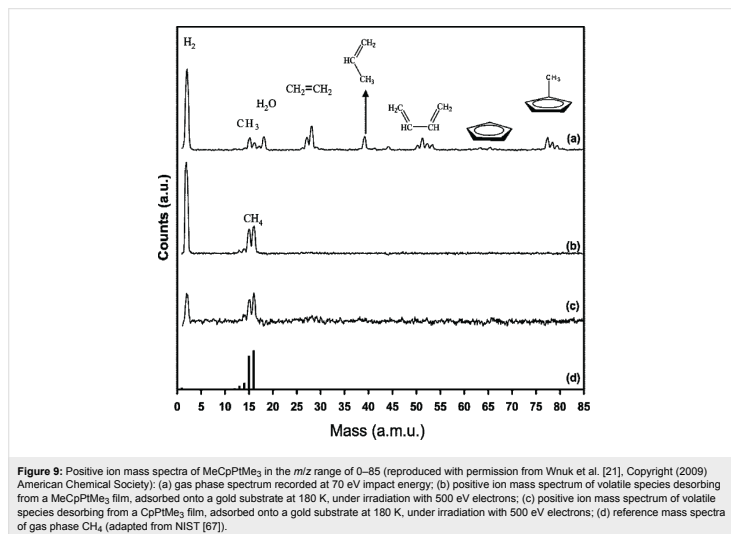 H₂
CH₃
H₂O
CH₂=CH₂
CH₂
HC
CH₃
H₂C
CH₂
HC
CH
CH₃
(a)
CH₄
(b)
(c)
(d)
Counts (a.u.)
0 5 10 15 20 25 30 35 40 45 50 55 60 65 70 75 80 85
Mass (a.m.u.)
Figure 9: Positive ion mass spectra of MeCpPtMe₃ in the m/z range of 0–85 (reproduced with permission from Wnuk et al. [21], Copyright (2009)
American Chemical Society): (a) gas phase spectrum recorded at 70 eV impact energy; (b) positive ion mass spectrum of volatile species desorbing
from a MeCpPtMe₃ film, adsorbed onto a gold substrate at 180 K, under irradiation with 500 eV electrons; (c) positive ion mass spectrum of volatile
species desorbing from a CpPtMe₃ film, adsorbed onto a gold substrate at 180 K, under irradiation with 500 eV electrons; (d) reference mass spectra
of gas phase CH₄ (adapted from NIST [67]).